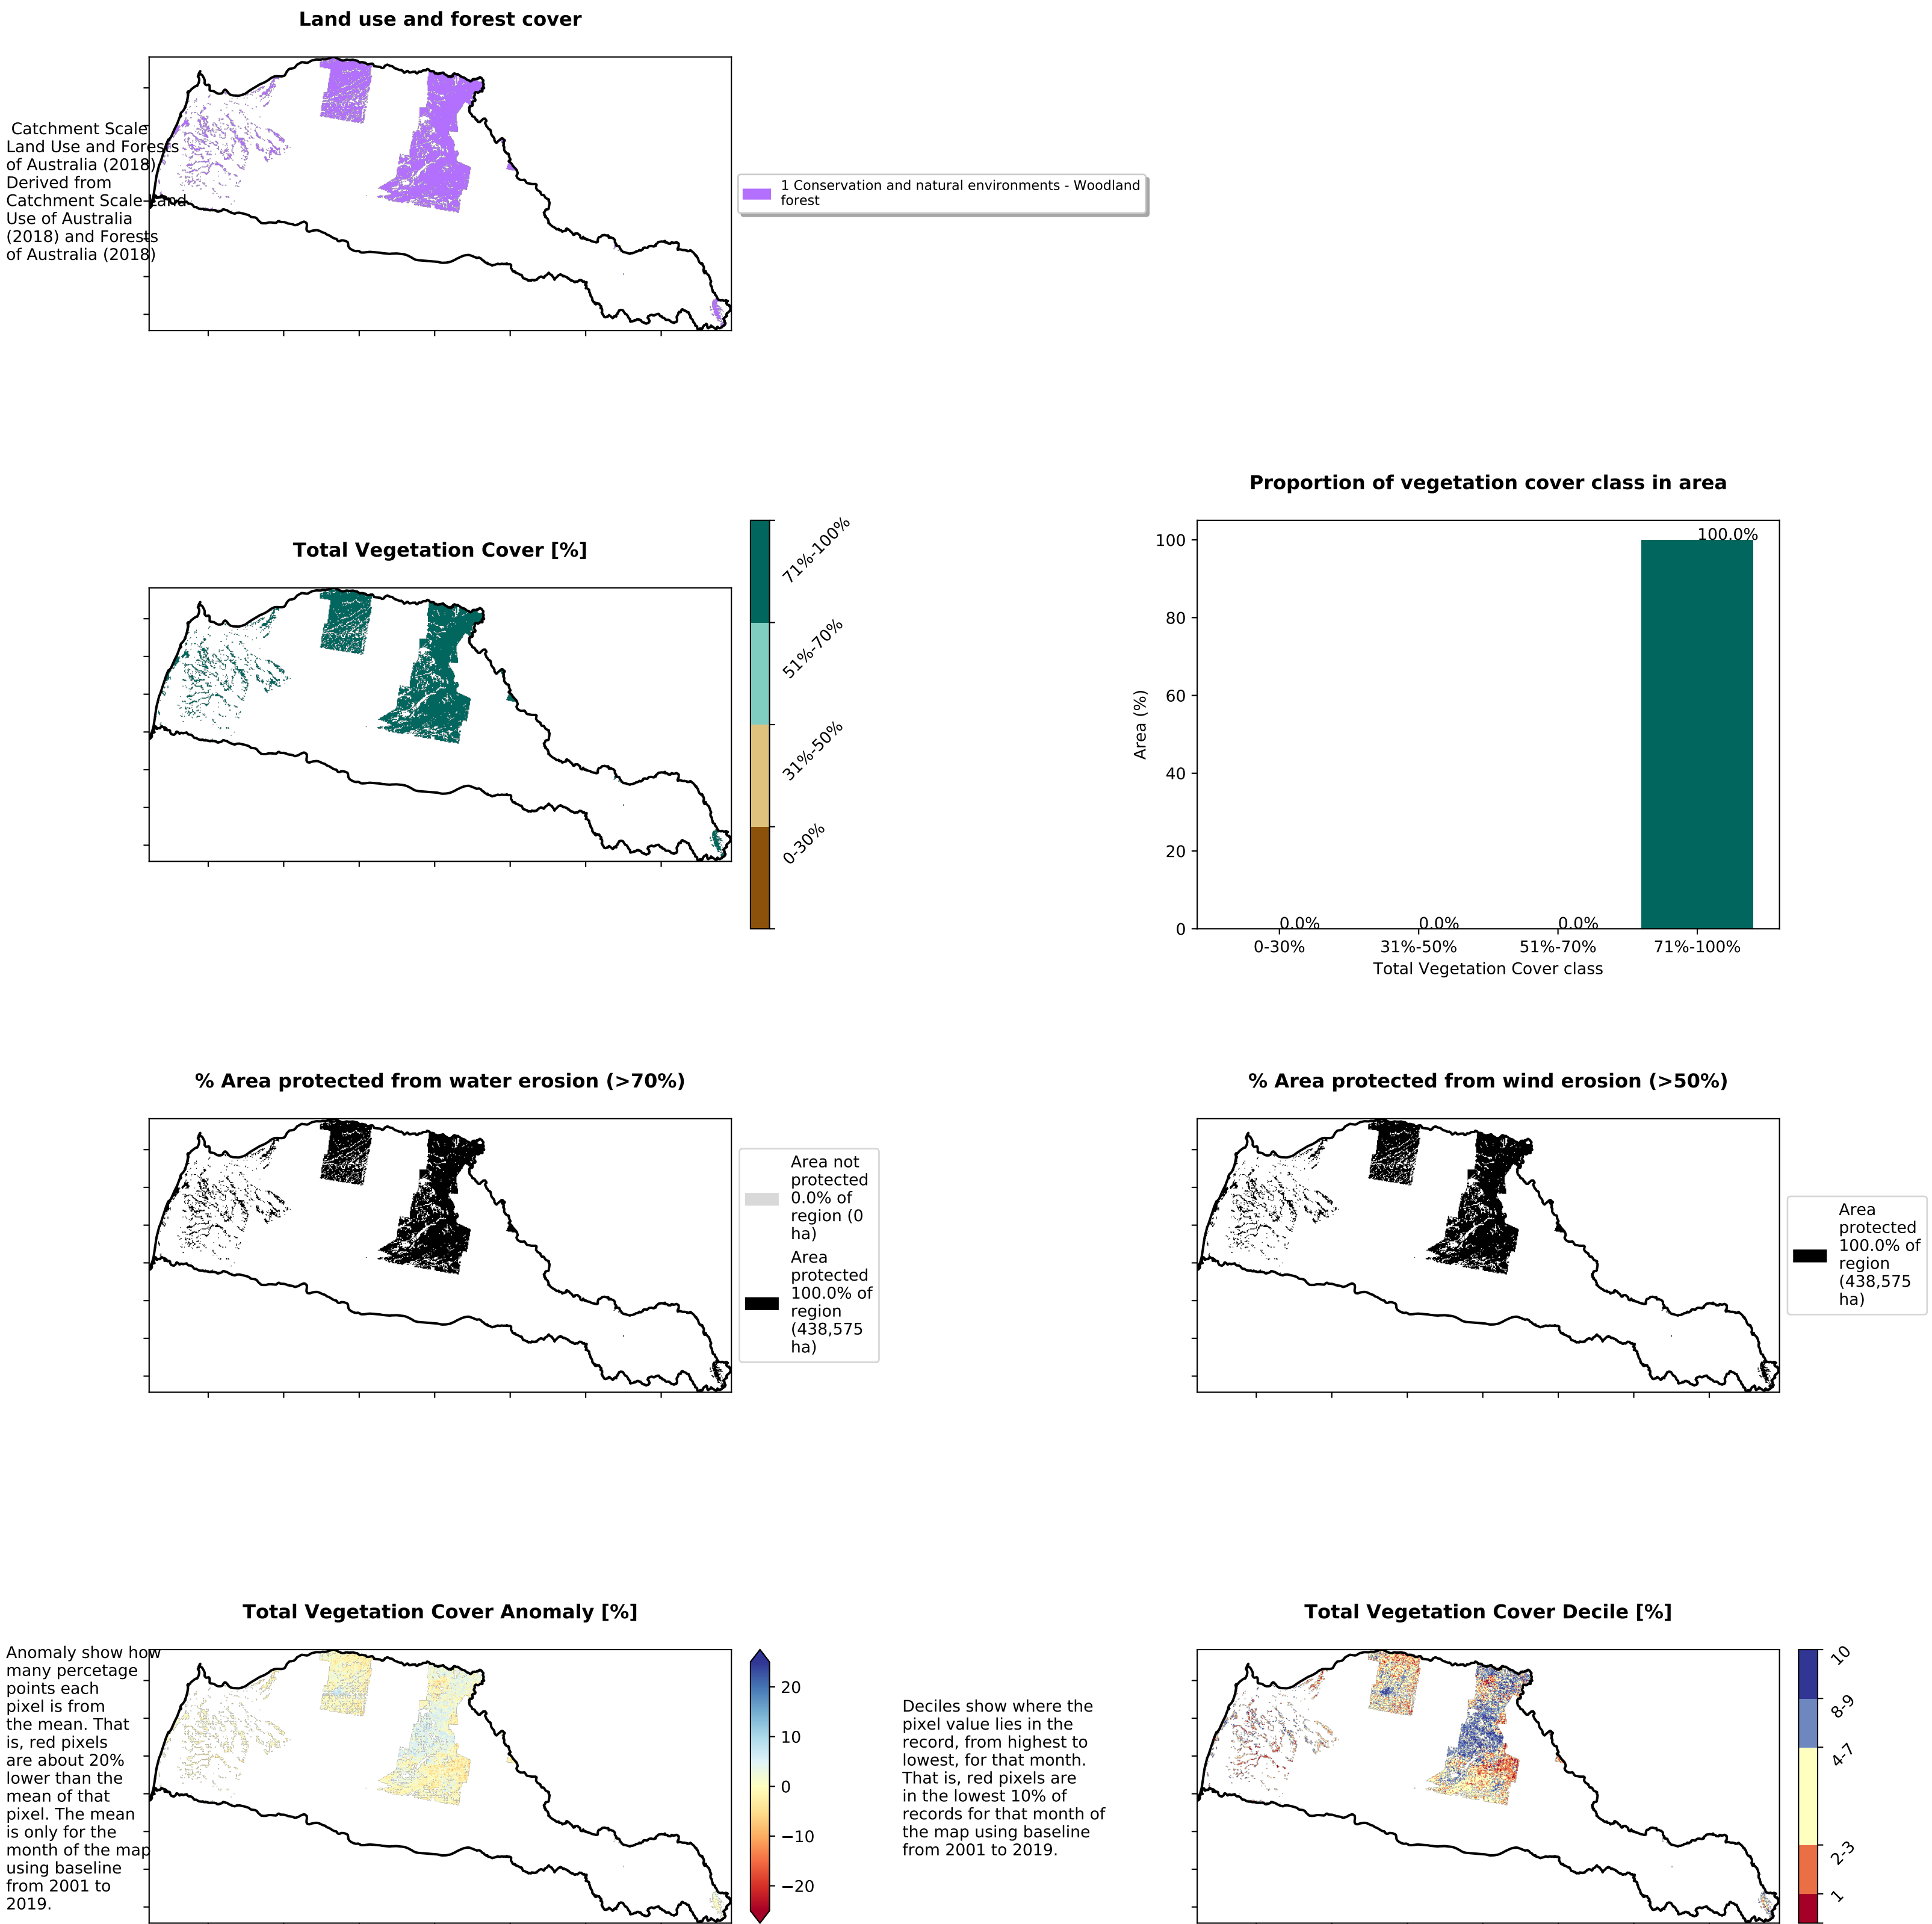 Land use and forest cover
Catchment Scale
Land Use and Forests
of Australia (2018)
Derived from
Catchment Scale Land
Use of Australia
(2018) and Forests
of Australia (2018)
1 Conservation and natural environments - Woodland
forest
Total Vegetation Cover [%]
71%-100%
51%-70%
31%-50%
0-30%
Proportion of vegetation cover class in area
100.0%
100
80
60
40
20
0
Area (%)
0.0%
0.0%
0.0%
0-30%
31%-50%
51%-70%
71%-100%
Total Vegetation Cover class
% Area protected from water erosion (>70%)
Area not
protected
0.0% of
region (0
ha)
Area
protected
100.0% of
region
(438,575
ha)
% Area protected from wind erosion (>50%)
Area
protected
100.0% of
region
(438,575
ha)
Total Vegetation Cover Anomaly [%]
Anomaly show how
many percetage
points each
pixel is from
the mean. That
is, red pixels
are about 20%
lower than the
mean of that
pixel. The mean
is only for the
month of the map
using baseline
from 2001 to
2019.
20
10
0
−10
−20
Deciles show where the
pixel value lies in the
record, from highest to
lowest, for that month.
That is, red pixels are
in the lowest 10% of
records for that month of
the map using baseline
from 2001 to 2019.
Total Vegetation Cover Decile [%]
10
8-9
4-7
2-3
1